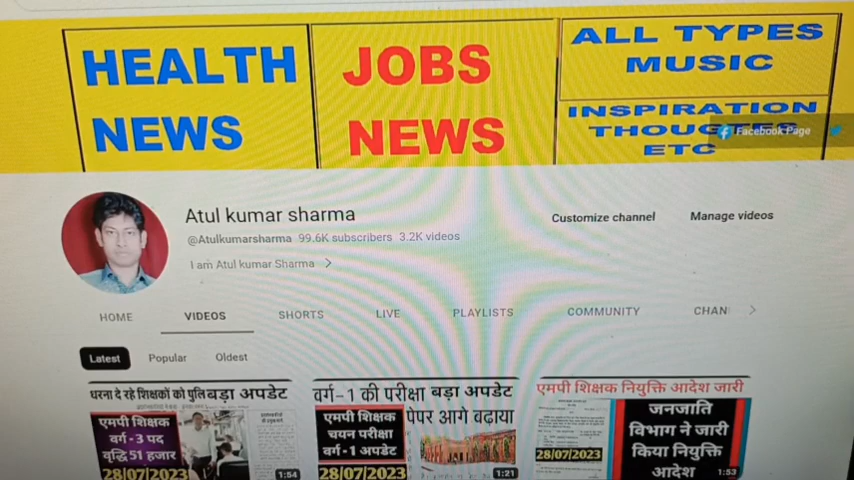 HEALTH
NEWS
JOBS
NEWS
ALL TYPES
MUSIC
INSPIRATION
THOUGTES
ETC
Facebook Page
Atul kumar sharma
@Atulkumarsharma 99.6K subscribers 3.2K videos
I am Atul kumar Sharma >
Customize channel
Manage videos
HOME
VIDEOS
SHORTS
LIVE
PLAYLISTS
COMMUNITY
CHAN
Latest
Popular
Oldest
धरना दे रहे शिक्षकों को पुलि बड़ा अपडेट
एमपी शिक्षक
वर्ग - 3 पद
वृद्धि 51 हजार
28/07/2023
1:54
वर्ग-1 की परीक्षा बड़ा अपडेट
पेपर आगे बढ़ाया
एमपी शिक्षक
चयन परीक्षा
वर्ग - 1 अपडेट
28/07/2023
1:21
एमपी शिक्षक नियुक्ति आदेश जारी
जनजाति
विभाग ने जारी
किया नियुक्ति
आदेश
28/07/2023
1:53